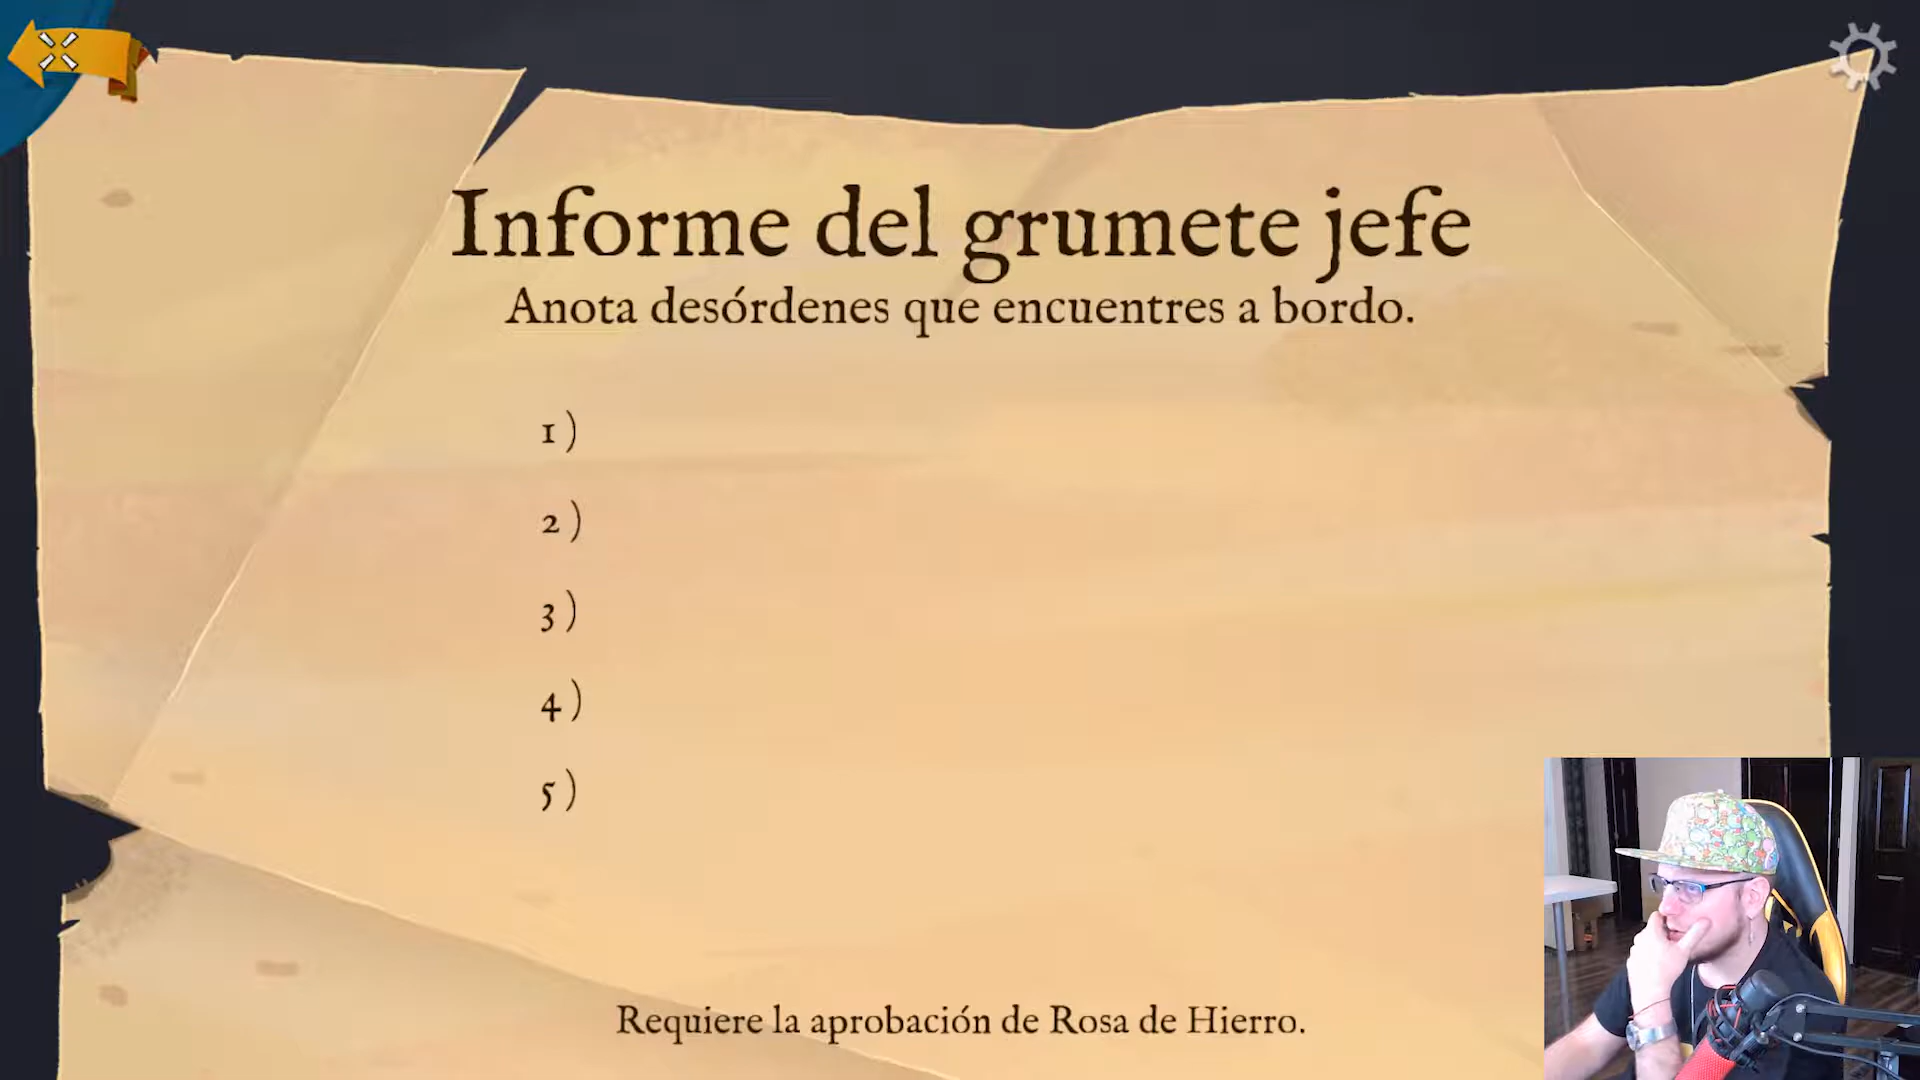 Informe del grumete jefe
Anota desórdenes que encuentres a bordo.
1)
2)
3)
4)
5)
Requiere la aprobación de Rosa de Hierro.